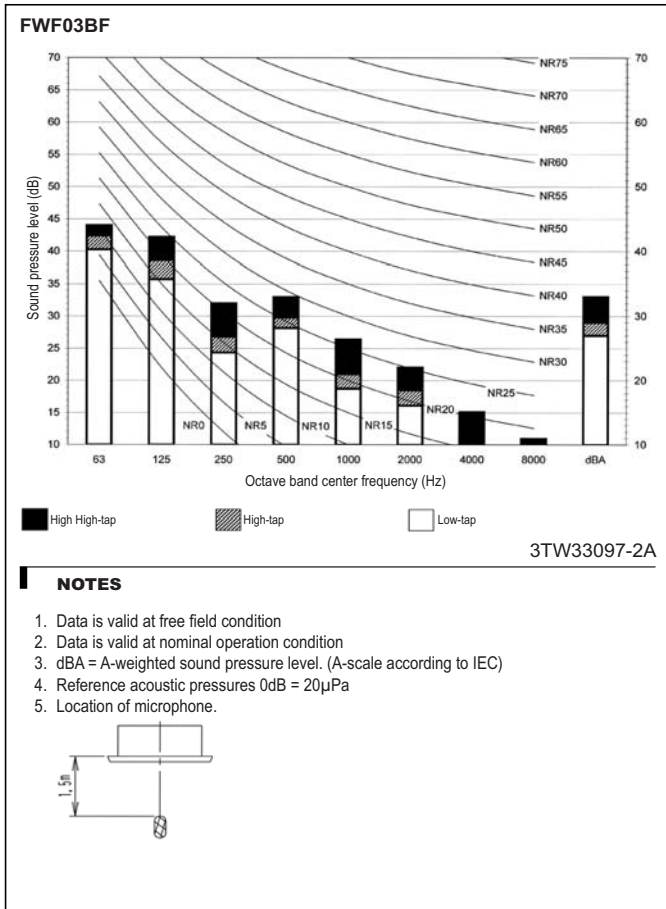 FWF03BF
70 70
NR75
65
NR70
60 60
NR65
55
NR60
50 50
NR55
45
NR50
40 40
NR45
35
NR40
30 30
NR35
25
NR30
20 20
NR25
15
NR0 NR5 NR10 NR15 NR20
10 10
Sound pressure level (dB)
63 125 250 500 1000 2000 4000 8000 dBA
Octave band center frequency (Hz)
High High-tap High-tap Low-tap
3TW33097-2A
NOTES
1. Data is valid at free field condition
2. Data is valid at nominal operation condition
3. dBA = A-weighted sound pressure level. (A-scale according to IEC)
4. Reference acoustic pressures 0dB = 20µPa
5. Location of microphone.
1,5m